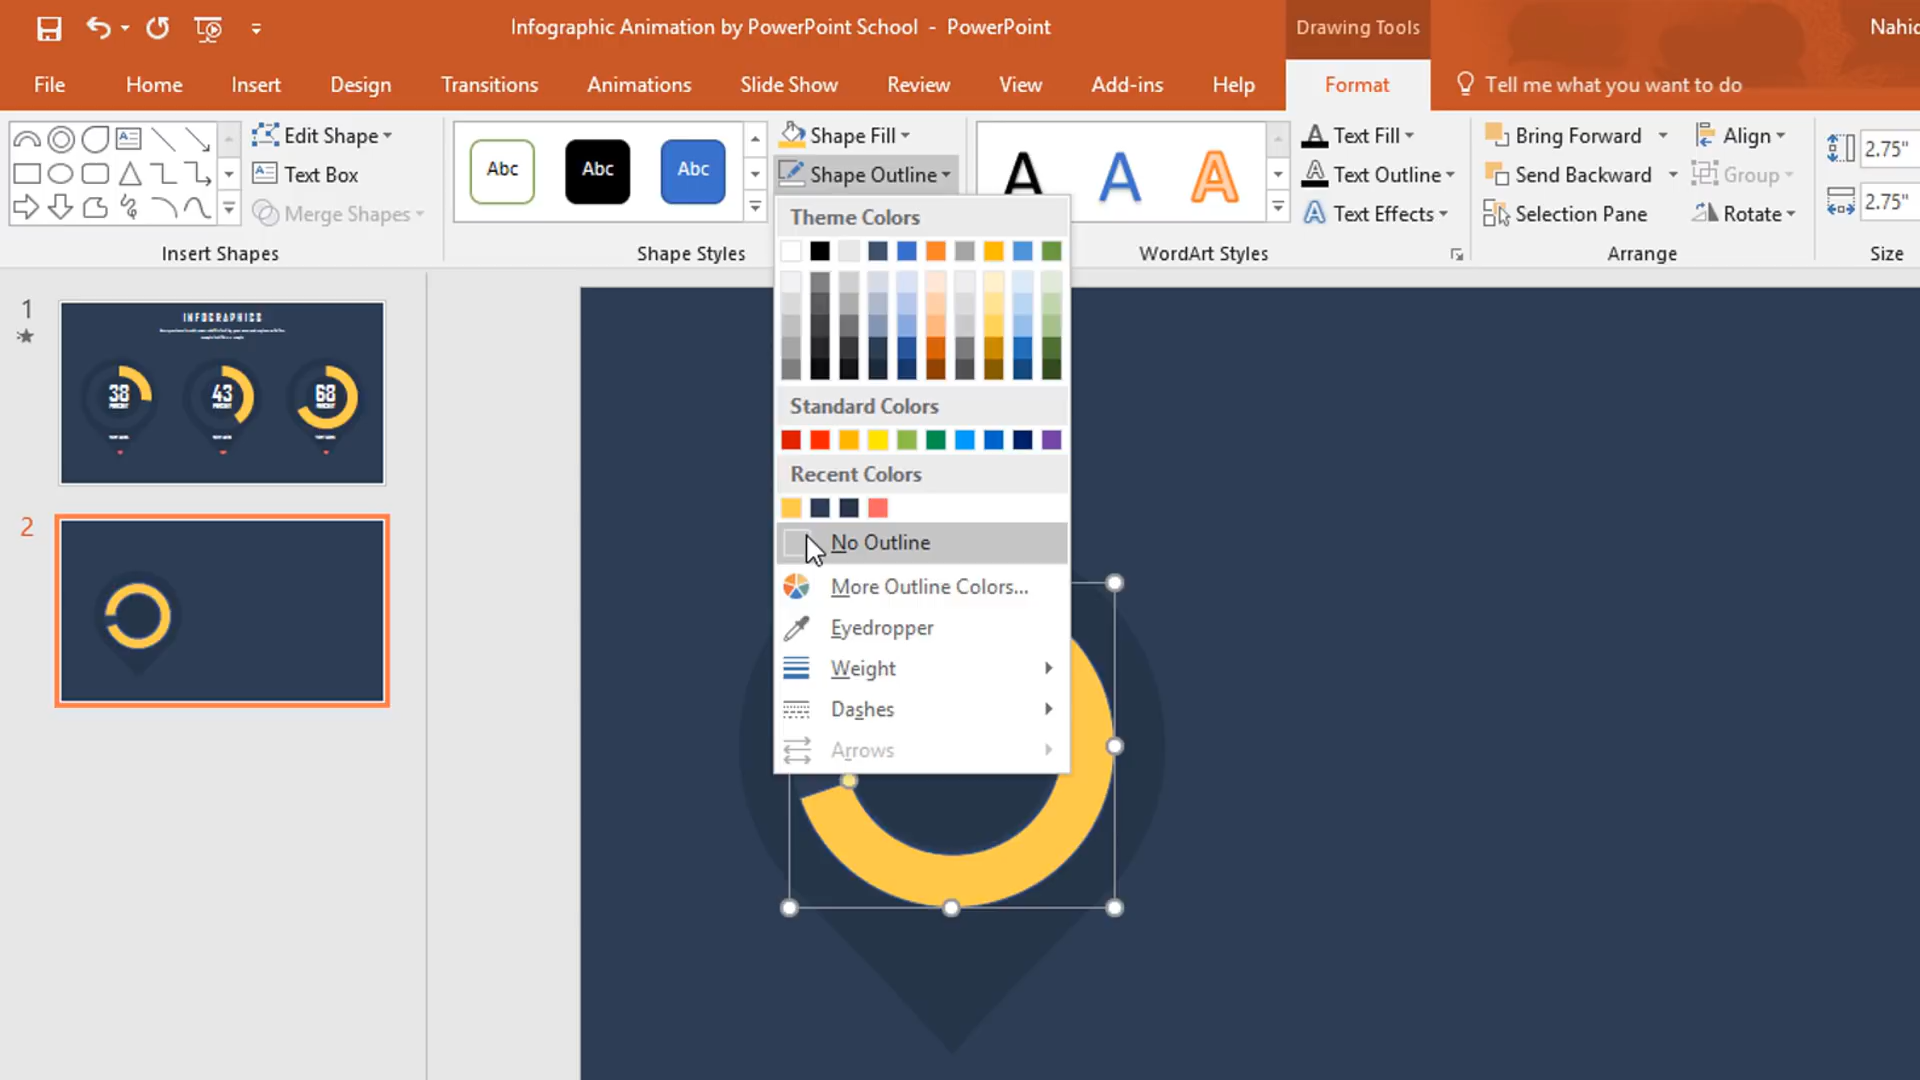 Infographic Animation by PowerPoint School - PowerPoint
Drawing Tools
Nahid
File
Home
Insert
Design
Transitions
Animations
Slide Show
Review
View
Add-ins
Help
Format
Tell me what you want to do
Edit Shape
Text Box
Merge Shapes
Insert Shapes
Abc
Abc
Abc
Shape Fill
Shape Outline
Shape Styles
A
A
A
Text Fill
Text Outline
Text Effects
WordArt Styles
Bring Forward
Send Backward
Selection Pane
Align
Group
Rotate
Arrange
2.75"
2.75"
Size
Theme Colors
Standard Colors
Recent Colors
No Outline
More Outline Colors...
Eyedropper
Weight
Dashes
Arrows
1
INFOGRAPHICS
38
PERCENT
43
PERCENT
68
PERCENT
2